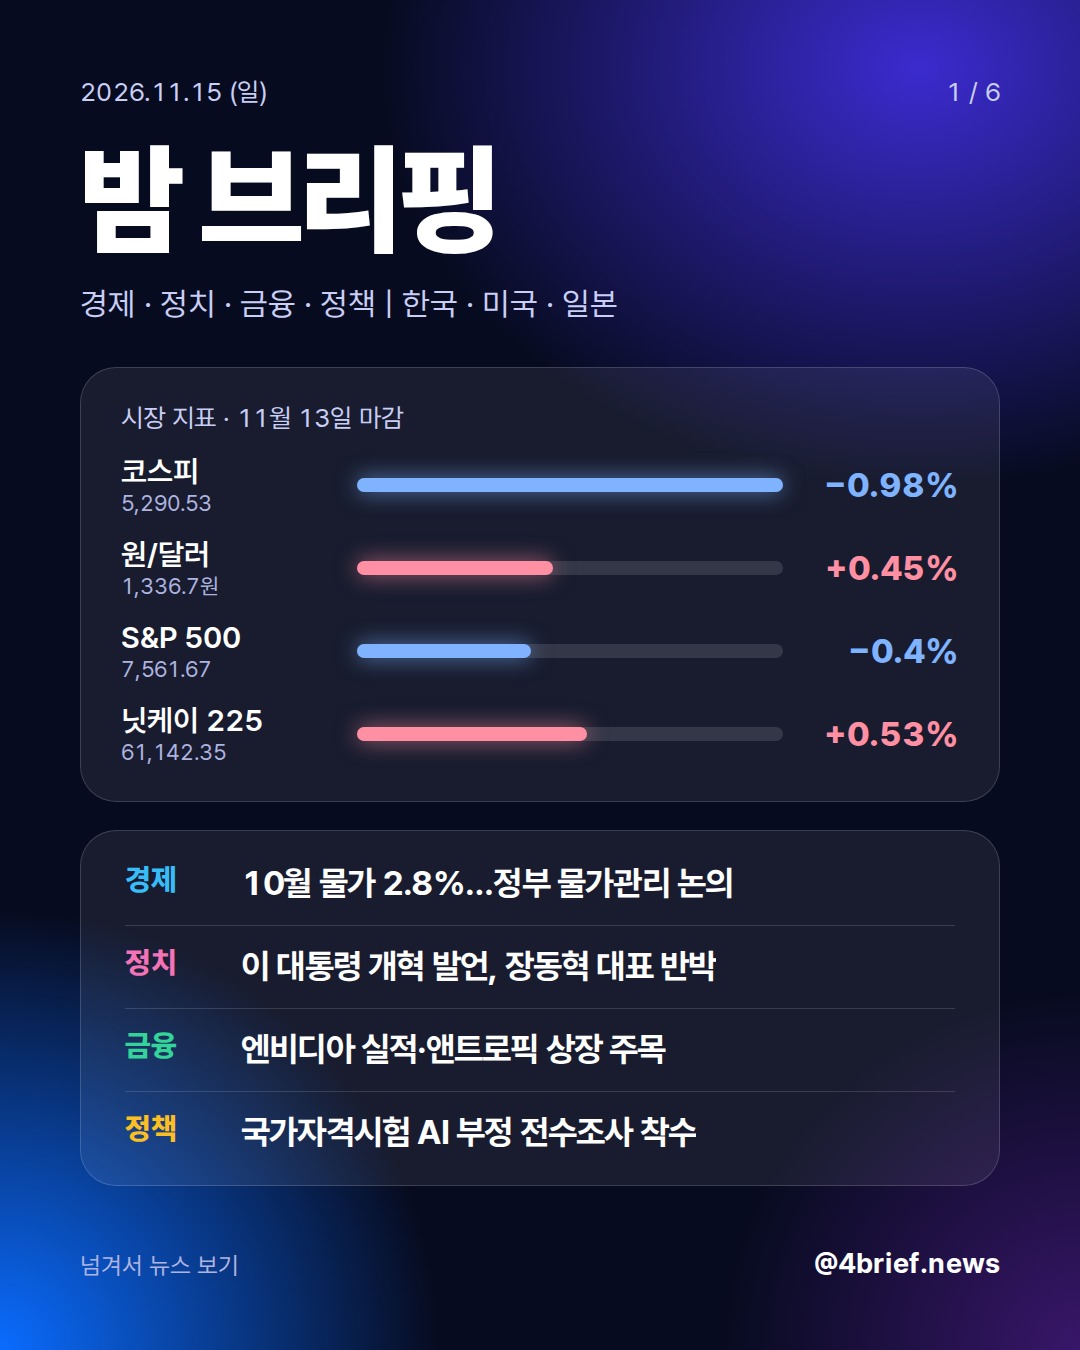 2026.11.15 (일)
1 / 6
밤 브리핑
경제 · 정치 · 금융 · 정책 | 한국 · 미국 · 일본
시장 지표 · 11월 13일 마감
코스피
5,290.53
−0.98%
원/달러
1,336.7원
+0.45%
S&P 500
7,561.67
−0.4%
닛케이 225
61,142.35
+0.53%
경제
10월 물가 2.8%…정부 물가관리 논의
정치
이 대통령 개혁 발언, 장동혁 대표 반박
금융
엔비디아 실적·앤트로픽 상장 주목
정책
국가자격시험 AI 부정 전수조사 착수
넘겨서 뉴스 보기
@4brief.news